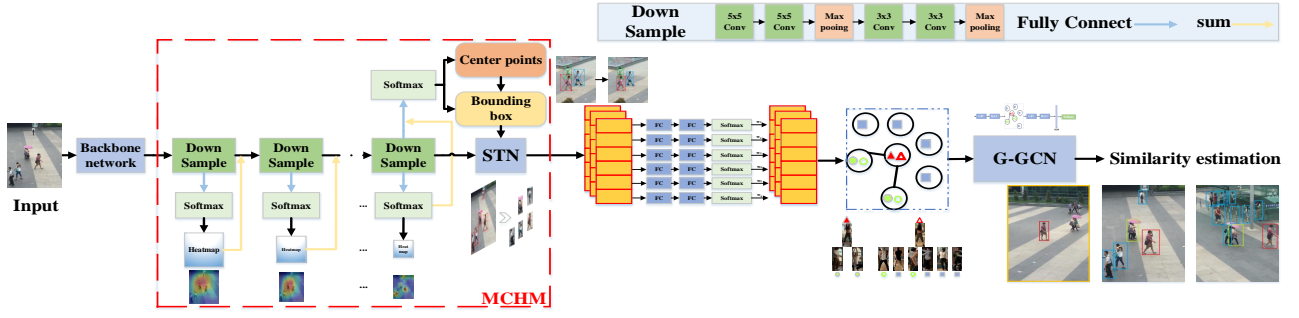 Down
Sample
5x5
Conv
5x5
Conv
Max
pooing
3x3
Conv
3x3
Conv
Max
pooling
Fully Connect
sum
Input
Backbone
network
Down
Sample
Down
Sample
.
Down
Sample
Softmax
Center points
Bounding
box
STN
Softmax
Softmax
...
Softmax
Heatmap
Heatmap
...
Heat
map
...
MCHM
FC
FC
Softmax
FC
FC
Softmax
FC
FC
Softmax
FC
FC
Softmax
FC
FC
Softmax
FC
FC
Softmax
G-GCN
Similarity estimation